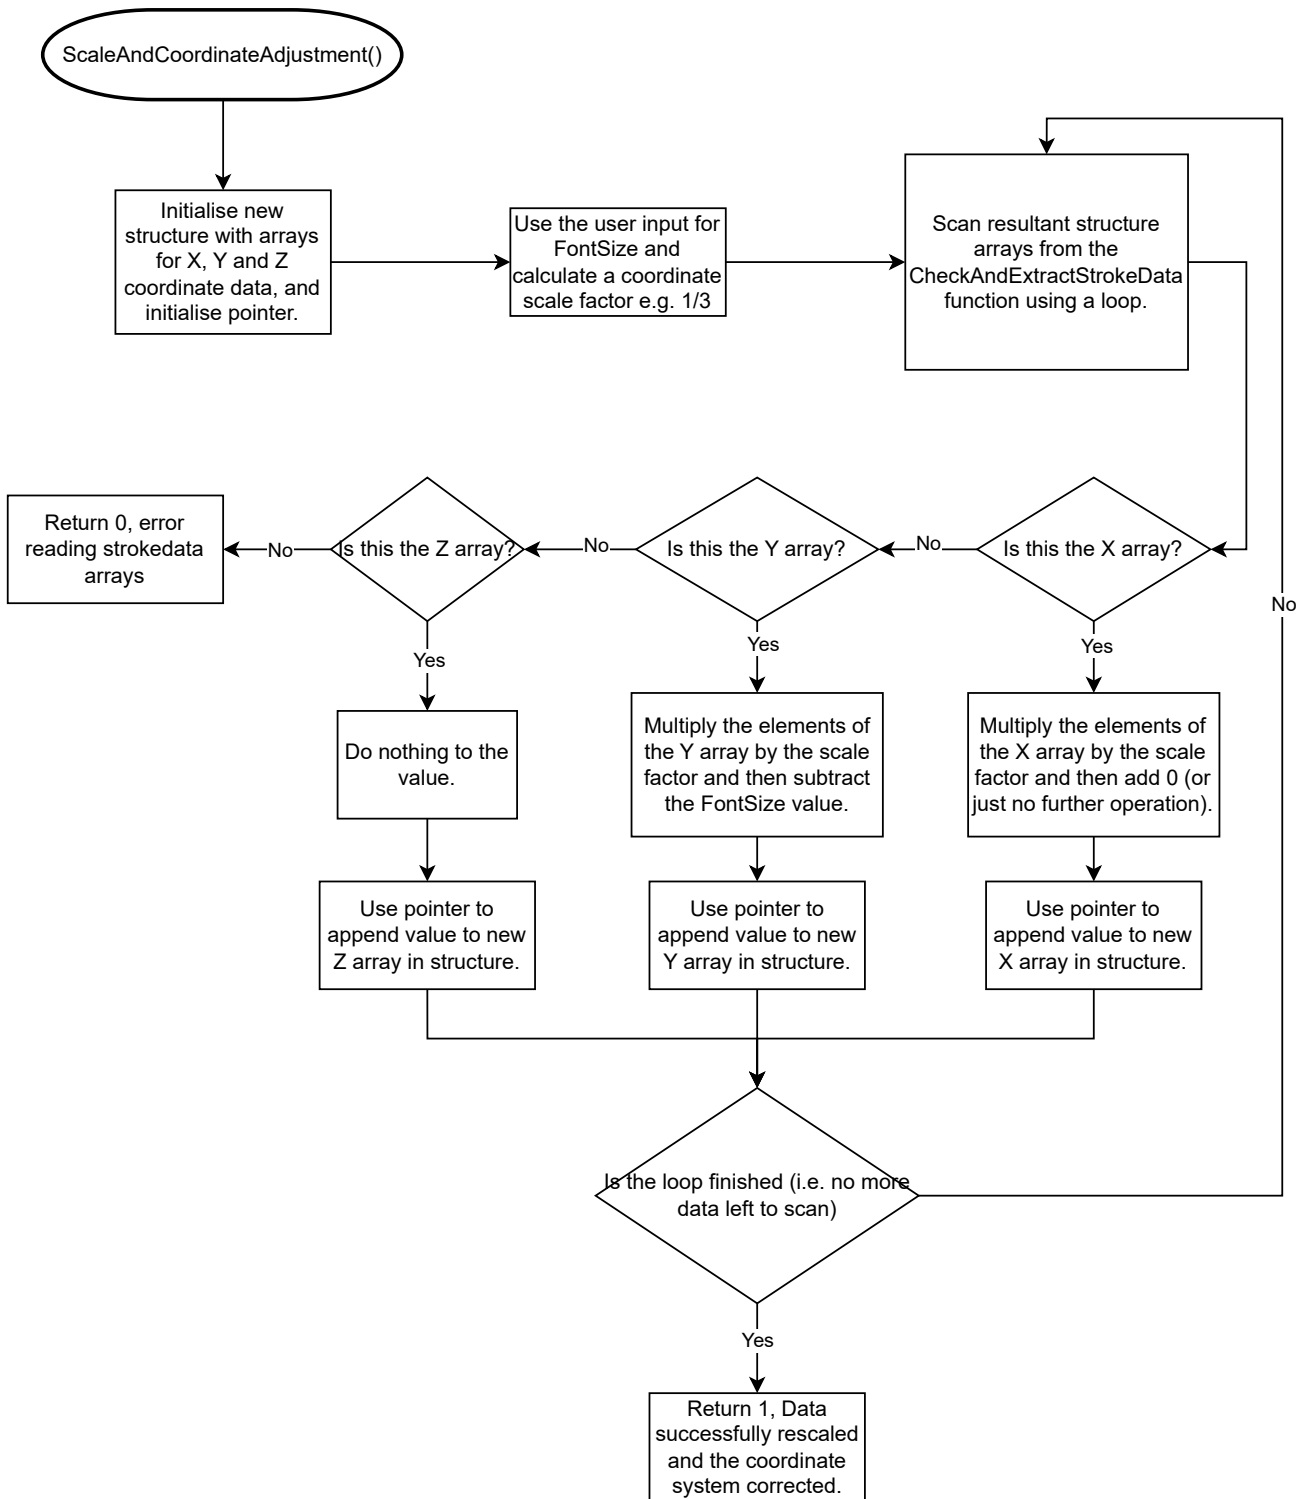 ScaleAndCoordinateAdjustment()
Initialise new
structure with arrays
for X, Y and Z
coordinate data, and
initialise pointer.
Use the user input for
FontSize and
calculate a coordinate
scale factor e.g. 1/3
Scan resultant structure
arrays from the
CheckAndExtractStrokeData
function using a loop.
Is this the X array?
No
Is this the Y array?
No
Is this the Z array?
No
Return 0, error
reading strokedata
arrays
Yes
Yes
Yes
Do nothing to the
value.
Multiply the elements of
the Y array by the scale
factor and then subtract
the FontSize value.
Multiply the elements of
the X array by the scale
factor and then add 0 (or
just no further operation).
Use pointer to
append value to new
Z array in structure.
Use pointer to
append value to new
Y array in structure.
Use pointer to
append value to new
X array in structure.
Is the loop finished (i.e. no more
data left to scan)
No
Yes
Return 1, Data
successfully rescaled
and the coordinate
system corrected.